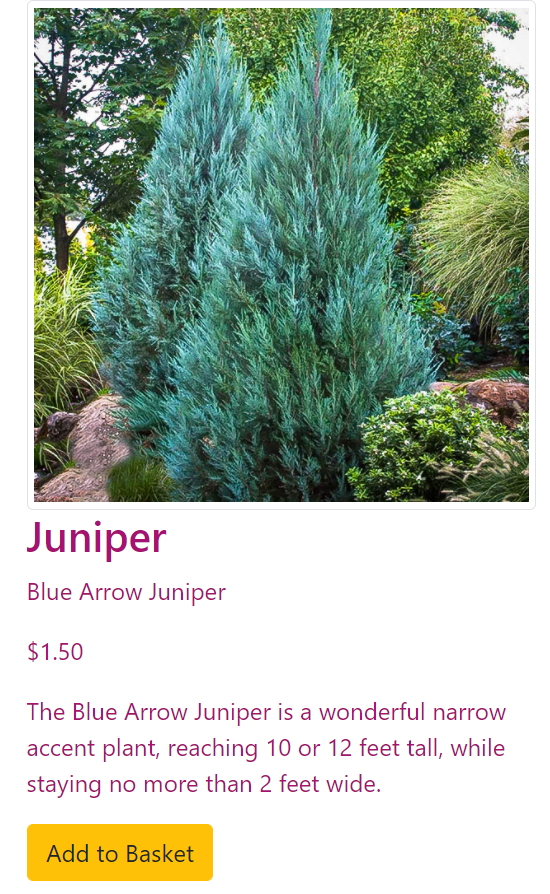 Juniper
Blue Arrow Juniper
$1.50
The Blue Arrow Juniper is a wonderful narrow
accent plant, reaching 10 or 12 feet tall, while
staying no more than 2 feet wide.
Add to Basket